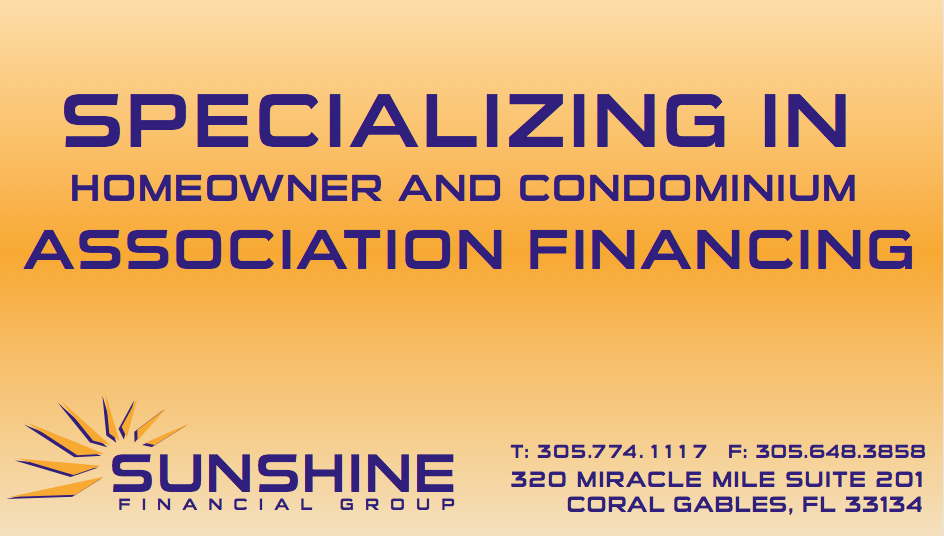 SPECIALIZING IN
HOMEOWNER AND CONDOMINIUM
ASSOCIATION FINANCING
SUNSHINE
FINANCIAL GROUP
T: 305.774.1117 F: 305.648.3858
320 MIRACLE MILE SUITE 201
CORAL GABLES, FL 33134